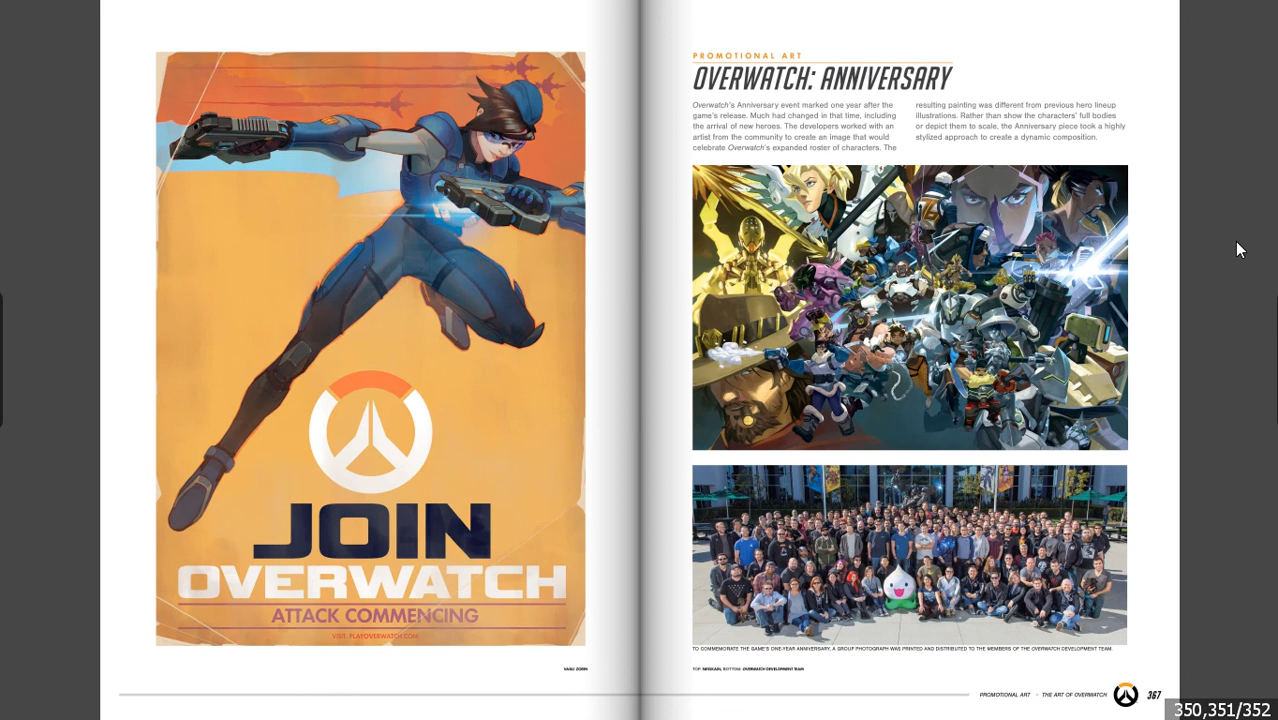 JOIN
OVERWATCH
ATTACK COMMENCING
VISIT: PLAYOVERWATCH.COM
VASILI ZORIN
PROMOTIONAL ART
OVERWATCH: ANNIVERSARY
Overwatch's Anniversary event marked one year after the
game's release. Much had changed in that time, including
the arrival of new heroes. The developers worked with an
artist from the community to create an image that would
celebrate Overwatch's expanded roster of characters. The
resulting painting was different from previous hero lineup
illustrations. Rather than show the characters' full bodies
or depict them to scale, the Anniversary piece took a highly
stylized approach to create a dynamic composition.
TO COMMEMORATE THE GAME'S ONE-YEAR ANNIVERSARY, A GROUP PHOTOGRAPH WAS PRINTED AND DISTRIBUTED TO THE MEMBERS OF THE OVERWATCH DEVELOPMENT TEAM.
BOTTOM: OVERWATCH DEVELOPMENT TEAM
PROMOTIONAL ART • THE ART OF OVERWATCH 367
350,351/352